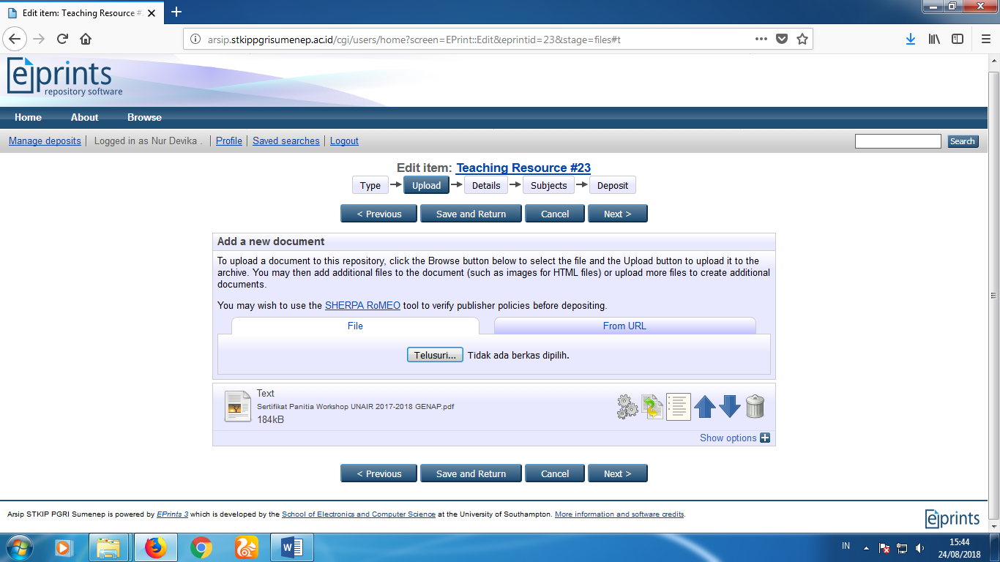 Edit item: Teaching Resource #
arsip.stkippgrisumenep.ac.id/cgi/users/home?screen=EPrint::Edit&eprintid=23&stage=files#t
eprints
repository software
Home About Browse
Manage deposits Logged in as Nur Devika . Profile Saved searches Logout Search
Edit item: Teaching Resource #23
Type Upload Details Subjects Deposit
< Previous Save and Return Cancel Next >
Add a new document
To upload a document to this repository, click the Browse button below to select the file and the Upload button to upload it to the
archive. You may then add additional files to the document (such as images for HTML files) or upload more files to create additional
documents.
You may wish to use the SHERPA RoMEO tool to verify publisher policies before depositing.
File From URL
Telusuri... Tidak ada berkas dipilih.
Text
Sertifikat Panitia Workshop UNAIR 2017-2018 GENAP.pdf
184kB
Show options
< Previous Save and Return Cancel Next >
Arsip STKIP PGRI Sumenep is powered by EPrints 3 which is developed by the School of Electronics and Computer Science at the University of Southampton. More information and software credits.
eprints
IN 15:44
24/08/2018